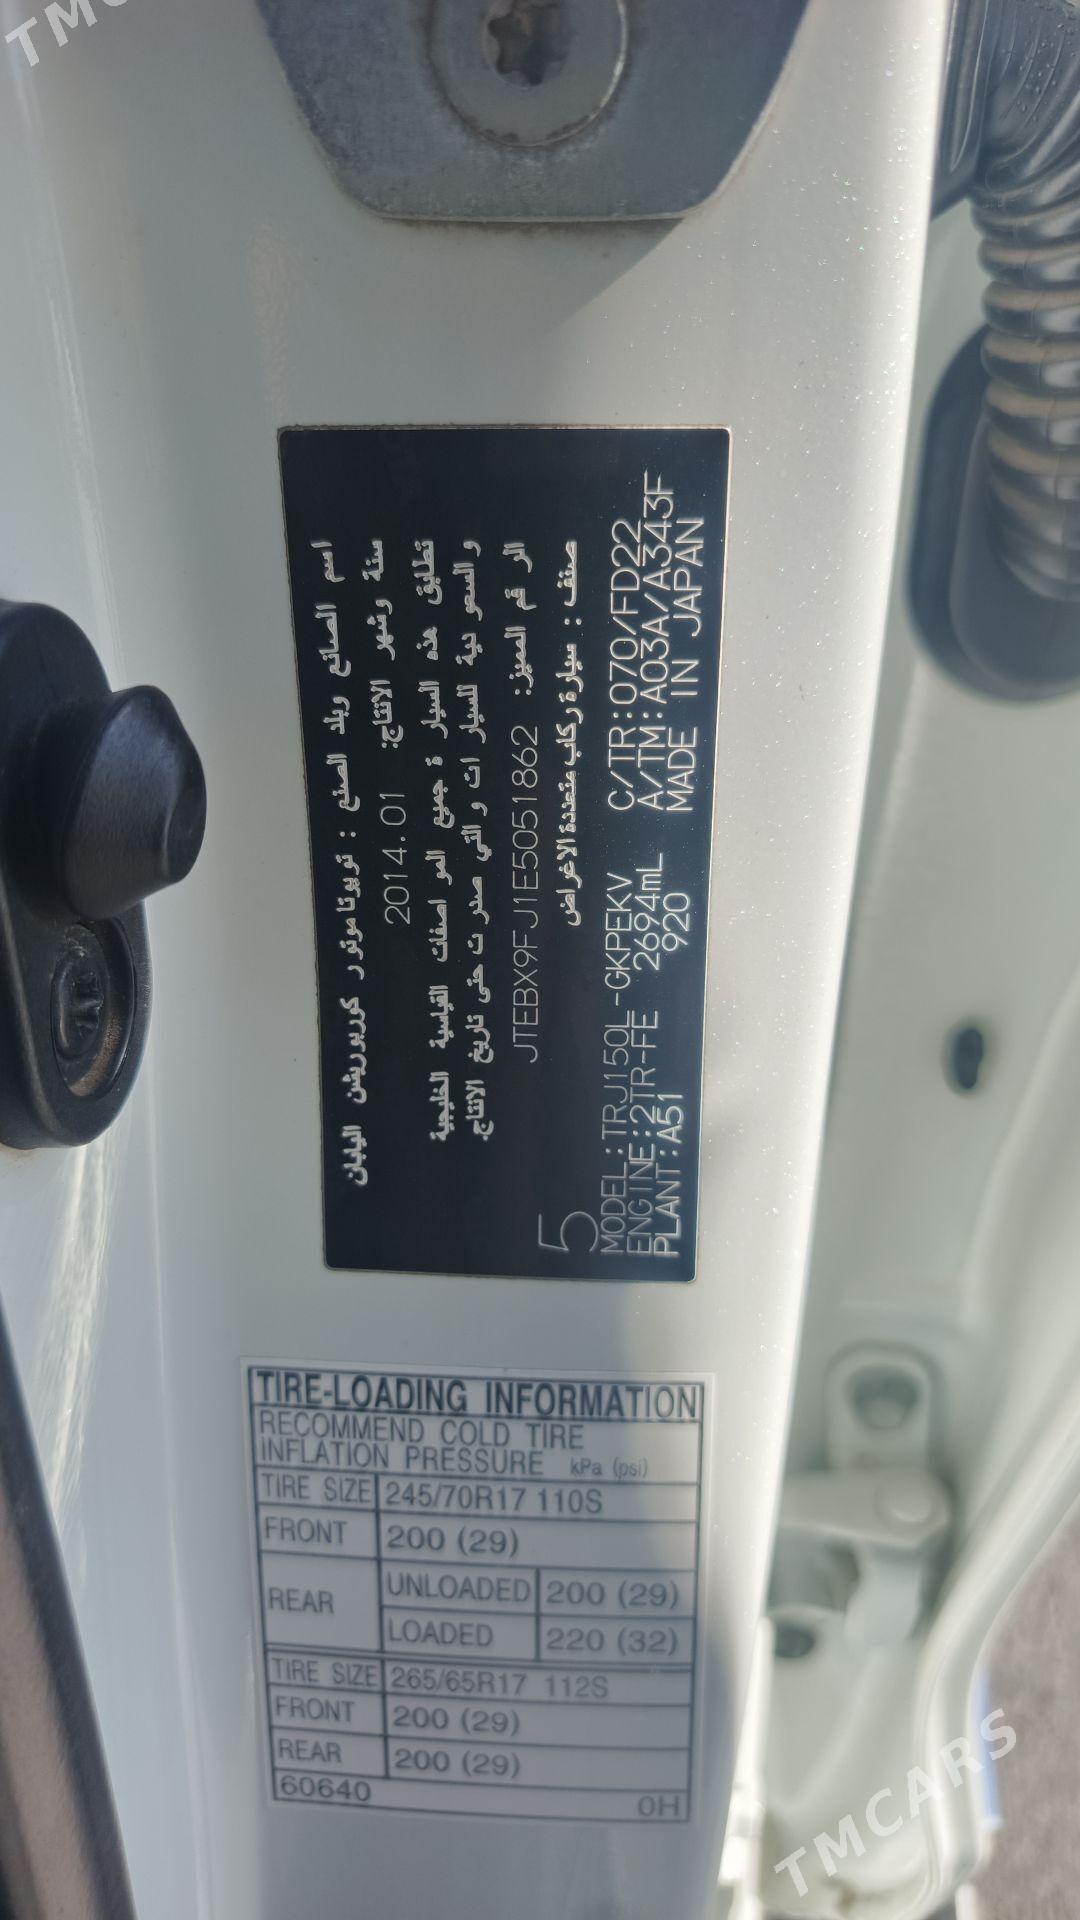 TMCARS
اسم الصانع وبلد الصنع : تويوتا موتور كوربوريشن اليابان
سنة وشهر الانتاج: 2014.01
تطابق هذه السيارة جميع المواصفات القياسية الخليجية
والسعودية للسيارات والتي صدرت حتى تاريخ الانتاج.
الرقم المميز: JTEBX9FJ1E5051862
صنف : سيارة ركاب متعددة الاغراض
5
MODEL:TRJ150L-GKPEKV C/TR:070/FD22
ENGINE:2TR-FE 2694mL A/TM:A03A/A343F
PLANT:A51 920 MADE IN JAPAN
TIRE-LOADING INFORMATION
RECOMMEND COLD TIRE
INFLATION PRESSURE kPa (psi)
TIRE SIZE 245/70R17 110S
FRONT 200 (29)
REAR UNLOADED 200 (29)
LOADED 220 (32)
TIRE SIZE 265/65R17 112S
FRONT 200 (29)
REAR 200 (29)
60640 0H
TMCARS